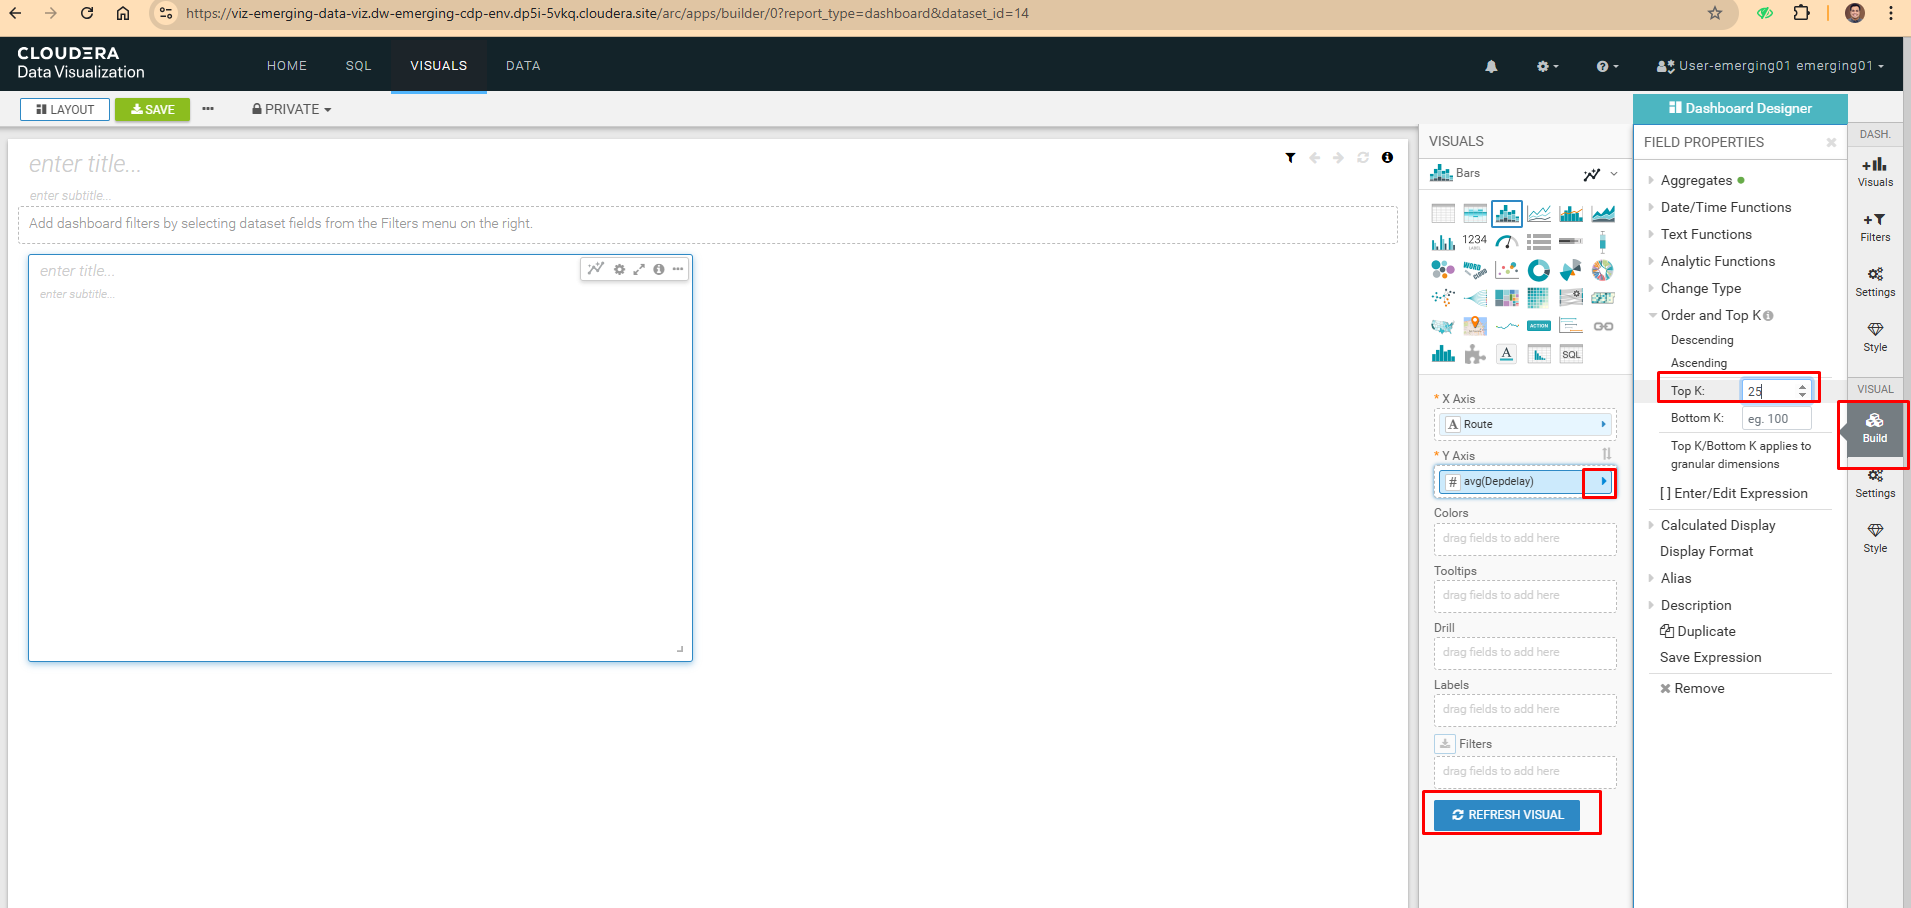 https://viz-emerging-data-viz.dw-emerging-cdp-env.dp5i-5vkq.cloudera.site/arc/apps/builder/0?report_type=dashboard&dataset_id=14
CLOUDERA
Data Visualization
HOME SQL VISUALS DATA
User-emerging01 emerging01
LAYOUT SAVE PRIVATE
Dashboard Designer
enter title...
enter subtitle...
Add dashboard filters by selecting dataset fields from the Filters menu on the right.
enter title...
enter subtitle...
VISUALS
Bars
1234
LABEL
WORD
CLOUD
ACTION
A
SQL
* X Axis
A Route
* Y Axis
# avg(Depdelay)
Colors
drag fields to add here
Tooltips
drag fields to add here
Drill
drag fields to add here
Labels
drag fields to add here
Filters
drag fields to add here
REFRESH VISUAL
FIELD PROPERTIES
Aggregates
Date/Time Functions
Text Functions
Analytic Functions
Change Type
Order and Top K
Descending
Ascending
Top K: 25
Bottom K: eg. 100
Top K/Bottom K applies to
granular dimensions
[ ] Enter/Edit Expression
Calculated Display
Display Format
Alias
Description
Duplicate
Save Expression
Remove
DASH.
Visuals
Filters
Settings
Style
VISUAL
Build
Settings
Style